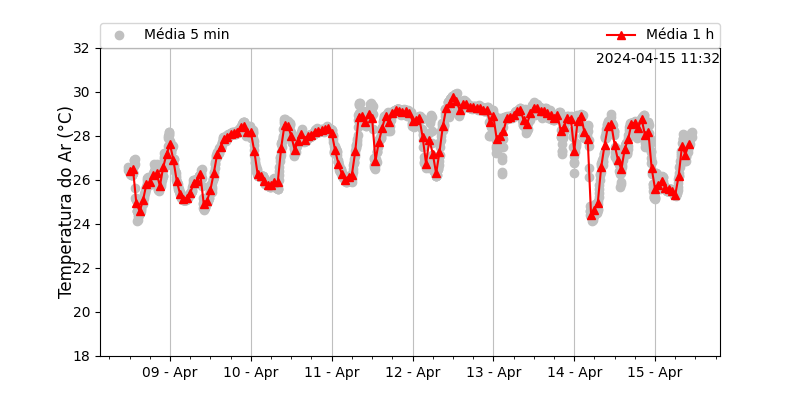 Média 5 min
Média 1 h
2024-04-15 11:32
Temperatura do Ar (°C)
32
30
28
26
24
22
20
18
09 - Apr
10 - Apr
11 - Apr
12 - Apr
13 - Apr
14 - Apr
15 - Apr